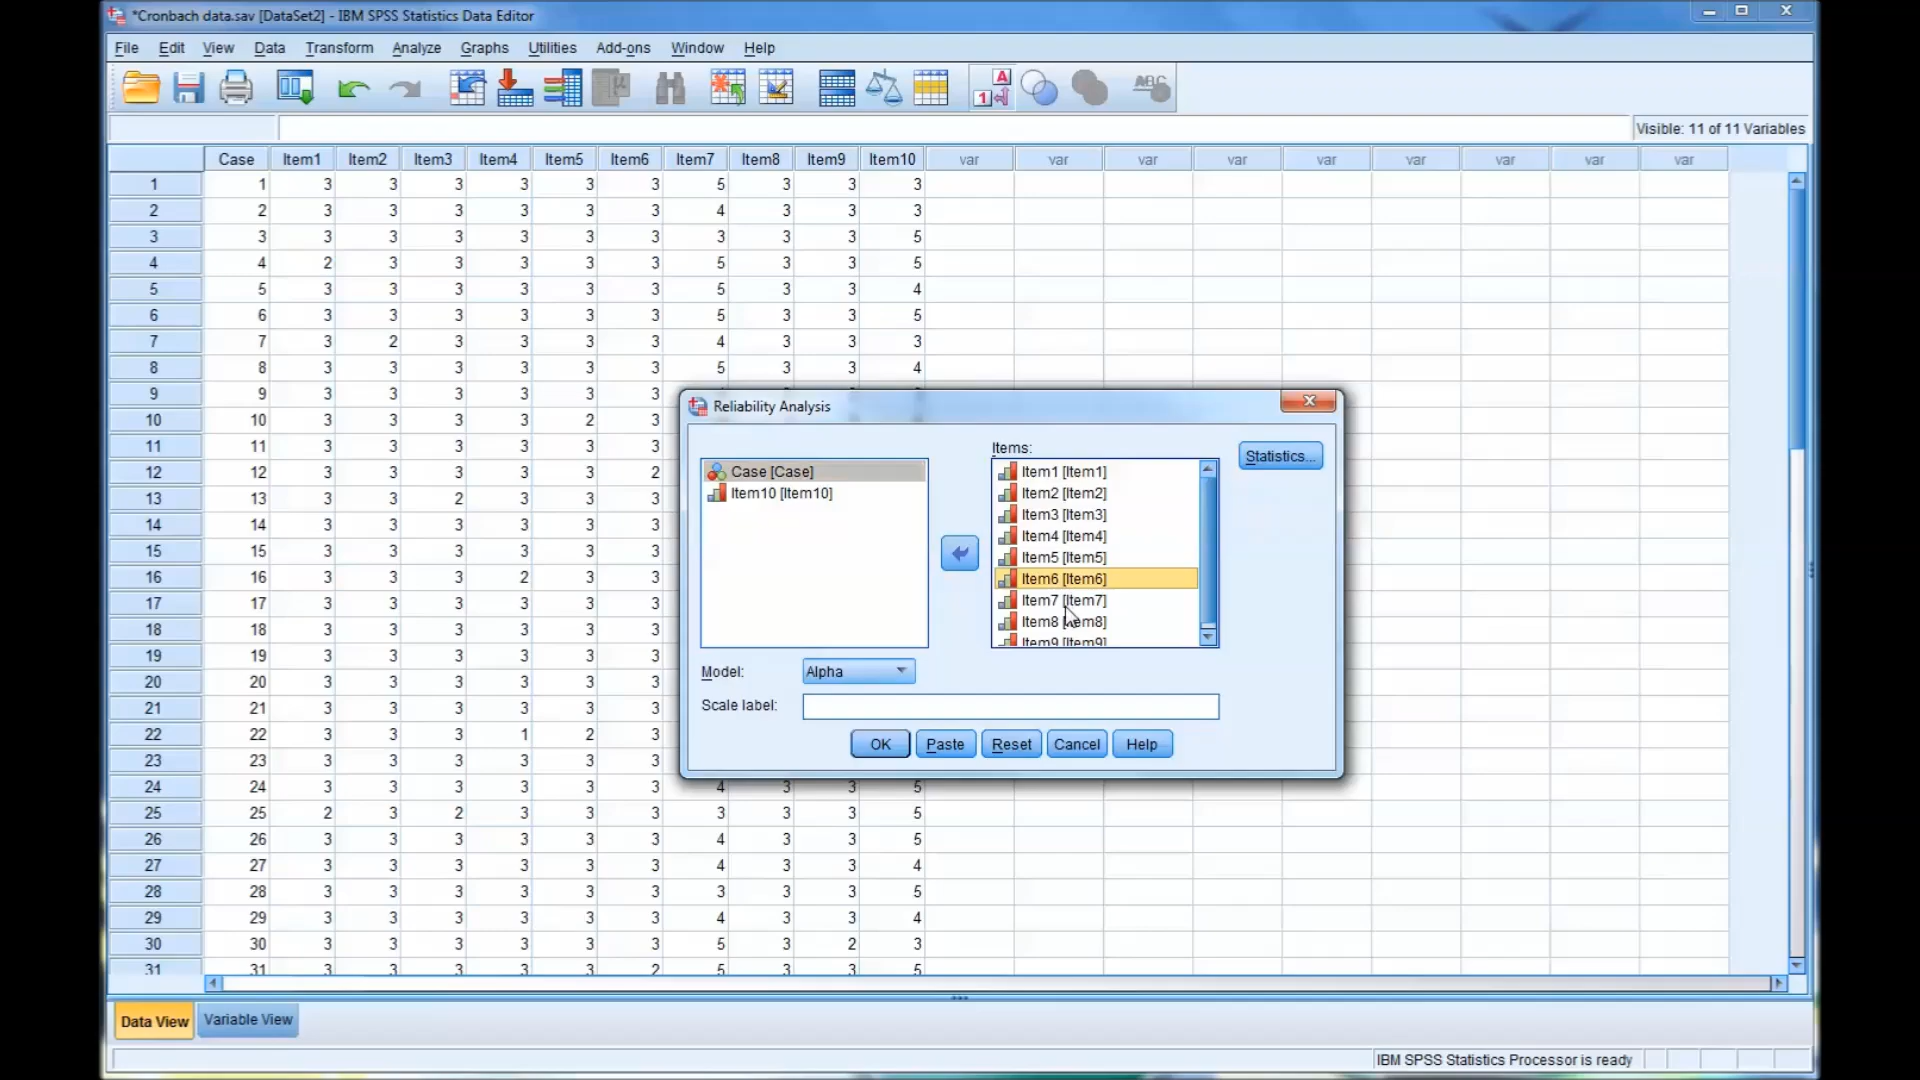 *Cronbach data.sav [DataSet2] - IBM SPSS Statistics Data Editor
File Edit View Data Transform Analyze Graphs Utilities Add-ons Window Help
A
1
ABC
Visible: 11 of 11 Variables
Case Item1 Item2 Item3 Item4 Item5 Item6 Item7 Item8 Item9 Item10 var var var var var var var var var
1 1 3 3 3 3 3 3 5 3 3 3
2 2 3 3 3 3 3 3 4 3 3 3
3 3 3 3 3 3 3 3 3 3 3 5
4 4 2 3 3 3 3 3 5 3 3 5
5 5 3 3 3 3 3 3 5 3 3 4
6 6 3 3 3 3 3 3 5 3 3 5
7 7 3 2 3 3 3 3 4 3 3 3
8 8 3 3 3 3 3 3 5 3 3 4
9 9 3 3 3 3 3 3
10 10 3 3 3 3 2 3
11 11 3 3 3 3 3 3
12 12 3 3 3 3 3 2
13 13 3 3 2 3 3 3
14 14 3 3 3 3 3 3
15 15 3 3 3 3 3 3
16 16 3 3 3 2 3 3
17 17 3 3 3 3 3 3
18 18 3 3 3 3 3 3
19 19 3 3 3 3 3 3
20 20 3 3 3 3 3 3
21 21 3 3 3 3 3 3
22 22 3 3 3 1 2 3
23 23 3 3 3 3 3 3
24 24 3 3 3 3 3 3 4 3 3 5
25 25 2 3 2 3 3 3 3 3 3 5
26 26 3 3 3 3 3 3 4 3 3 5
27 27 3 3 3 3 3 3 4 3 3 4
28 28 3 3 3 3 3 3 3 3 3 5
29 29 3 3 3 3 3 3 4 3 3 4
30 30 3 3 3 3 3 3 5 3 2 3
31 31 3 3 3 3 3 2 5 3 3 5
Reliability Analysis
Items:
Case [Case]
Item10 [Item10]
Item1 [Item1]
Item2 [Item2]
Item3 [Item3]
Item4 [Item4]
Item5 [Item5]
Item6 [Item6]
Item7 [Item7]
Item8 [Item8]
Item9 [Item9]
Statistics...
Model: Alpha
Scale label:
OK Paste Reset Cancel Help
Data View Variable View
IBM SPSS Statistics Processor is ready